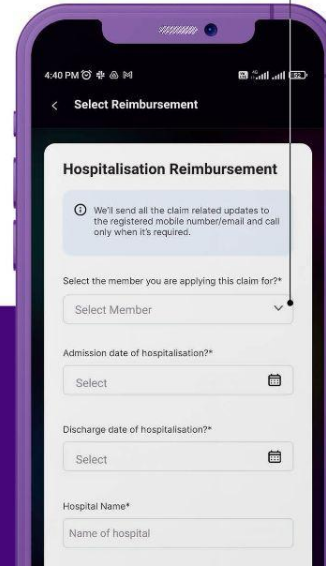 4:40 PM
52
Select Reimbursement
Hospitalisation Reimbursement
We'll send all the claim related updates to
the registered mobile number/email and call
only when it's required.
Select the member you are applying this claim for?*
Select Member
Admission date of hospitalisation?*
Select
Discharge date of hospitalisation?*
Select
Hospital Name*
Name of hospital